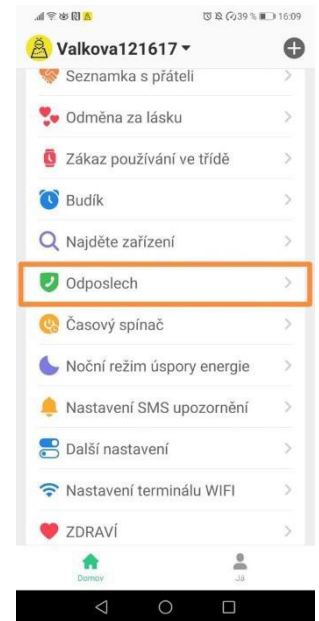 39 % 16:09
Valkova121617
Seznamka s přáteli
Odměna za lásku
Zákaz používání ve třídě
Budík
Najděte zařízení
Odposlech
Časový spínač
Noční režim úspory energie
Nastavení SMS upozornění
Další nastavení
Nastavení terminálu WIFI
ZDRAVÍ
Domov Já